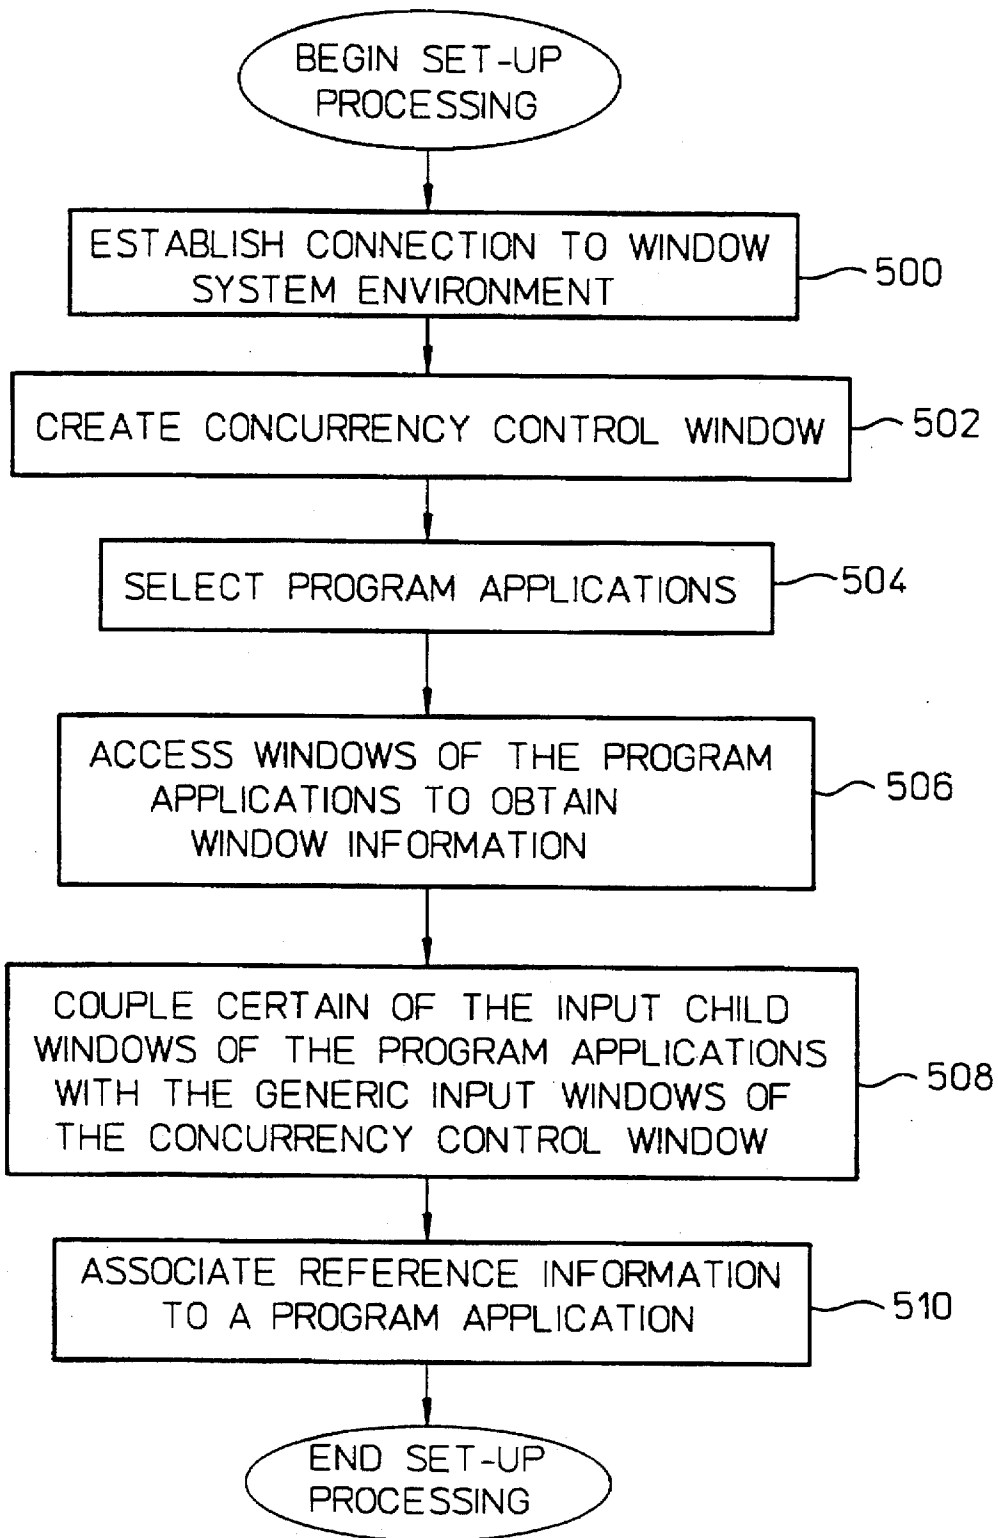 BEGIN SET-UP
PROCESSING
ESTABLISH CONNECTION TO WINDOW
SYSTEM ENVIRONMENT
500
CREATE CONCURRENCY CONTROL WINDOW
502
SELECT PROGRAM APPLICATIONS
504
ACCESS WINDOWS OF THE PROGRAM
APPLICATIONS TO OBTAIN
WINDOW INFORMATION
506
COUPLE CERTAIN OF THE INPUT CHILD
WINDOWS OF THE PROGRAM APPLICATIONS
WITH THE GENERIC INPUT WINDOWS OF
THE CONCURRENCY CONTROL WINDOW
508
ASSOCIATE REFERENCE INFORMATION
TO A PROGRAM APPLICATION
510
END SET-UP
PROCESSING